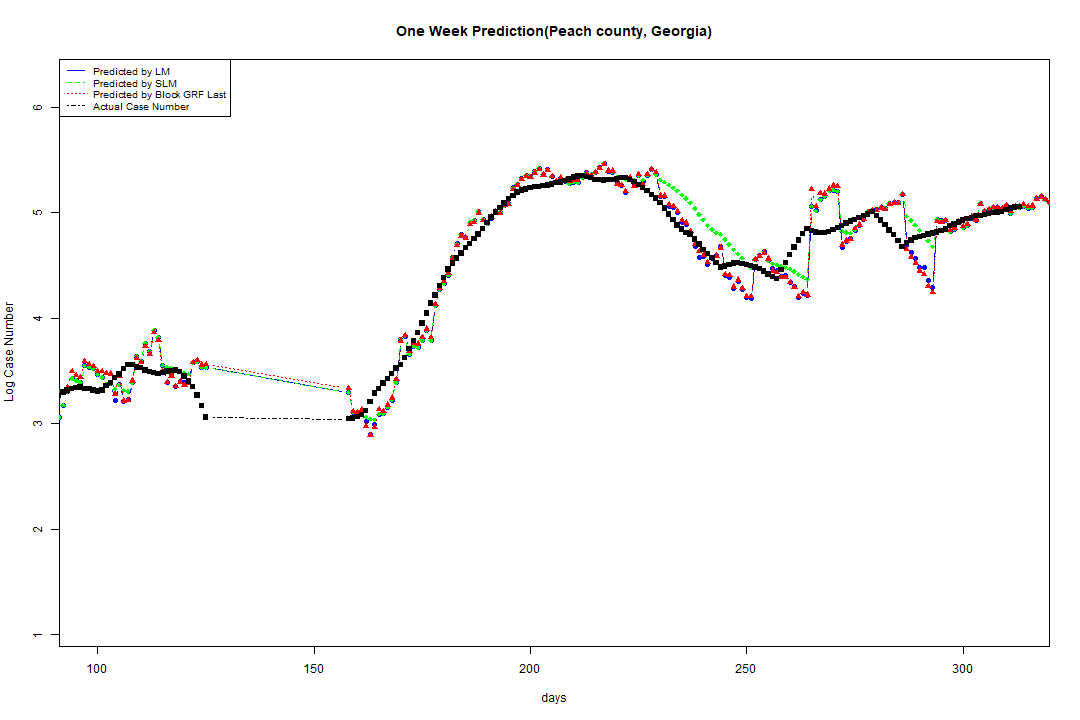 One Week Prediction(Peach county, Georgia)
Predicted by LM
Predicted by SLM
Predicted by Block GRF Last
Actual Case Number
Log Case Number
6
5
4
3
2
1
100 150 200 250 300
days